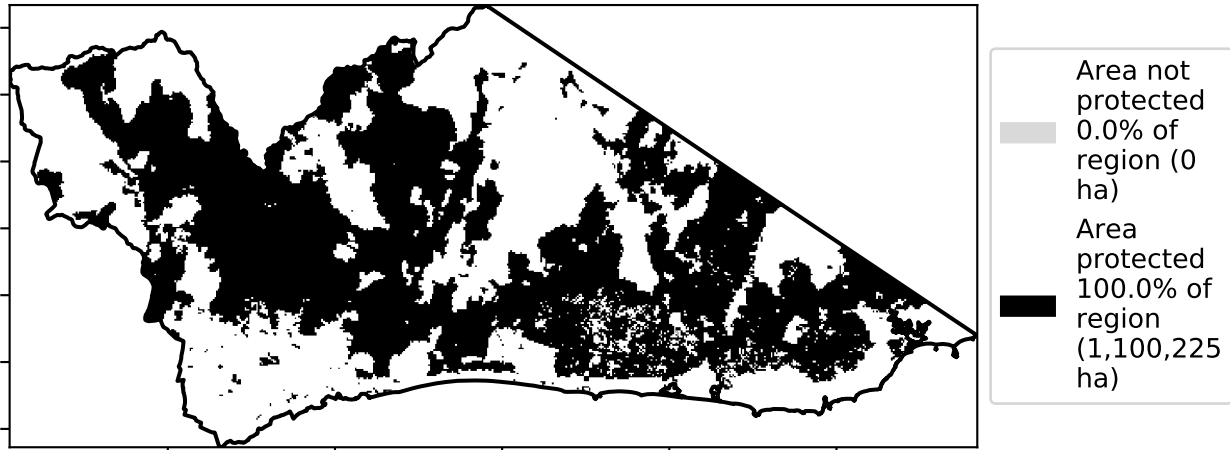 Area not
protected
0.0% of
region (0
ha)
Area
protected
100.0% of
region
(1,100,225
ha)